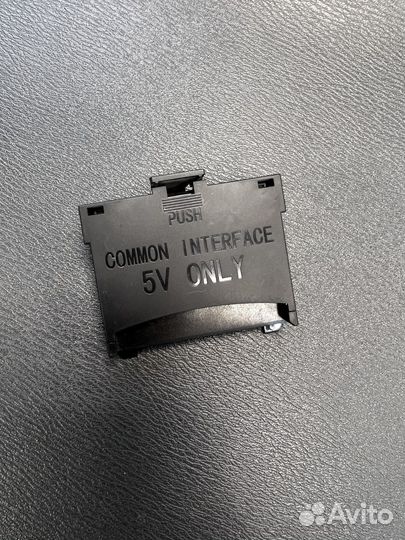 PUSH
COMMON INTERFACE
5V ONLY
Avito